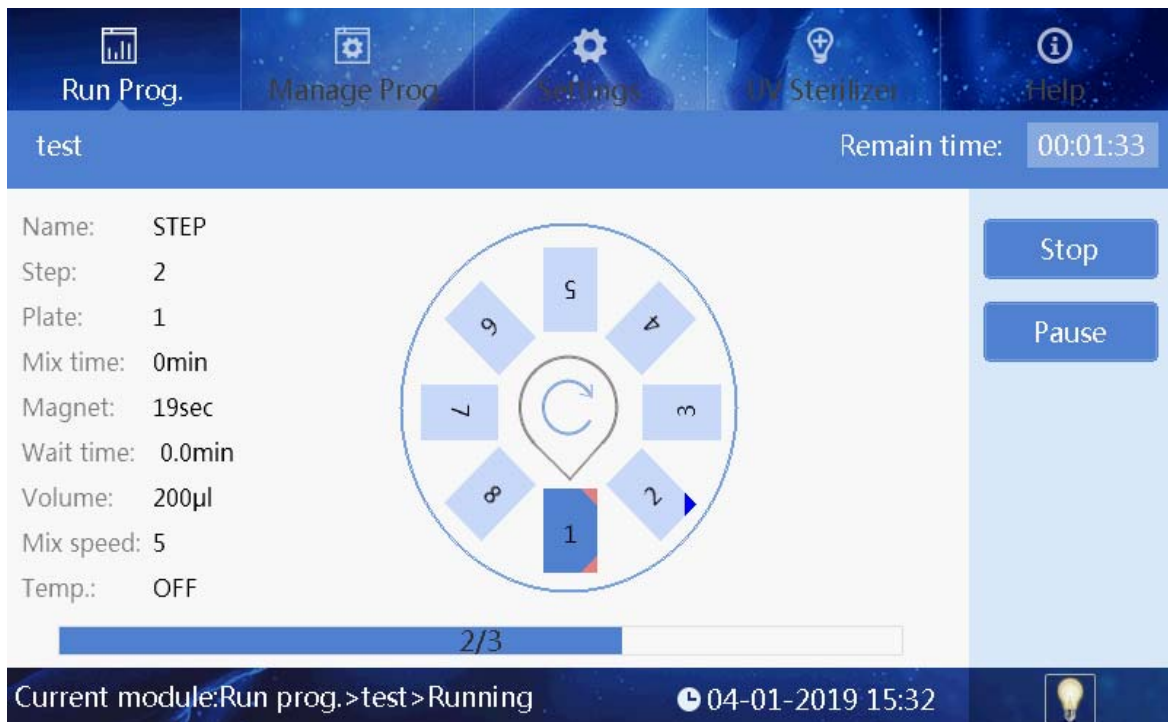 Run Prog.
Manage Prog.
Settings
UV Sterilizer
Help
test
Remain time: 00:01:33
Name: STEP
Step: 2
Plate: 1
Mix time: 0min
Magnet: 19sec
Wait time: 0.0min
Volume: 200µl
Mix speed: 5
Temp.: OFF
5
6
4
7
3
8
2
1
Stop
Pause
2/3
Current module:Run prog.>test>Running
04-01-2019 15:32